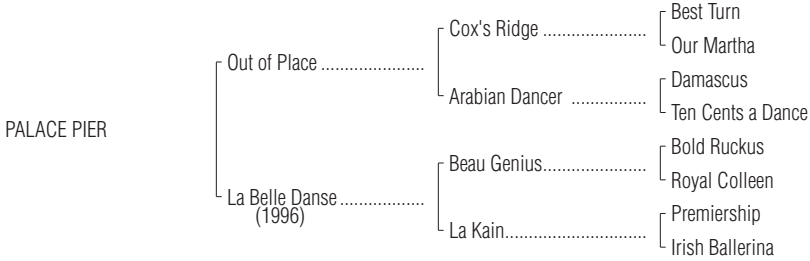 Best Turn
Cox's Ridge ......................
Our Martha
Out of Place ......................
Damascus
Arabian Dancer ................
Ten Cents a Dance
PALACE PIER
Bold Ruckus
Beau Genius......................
Royal Colleen
La Belle Danse ..................
(1996)
Premiership
La Kain..............................
Irish Ballerina